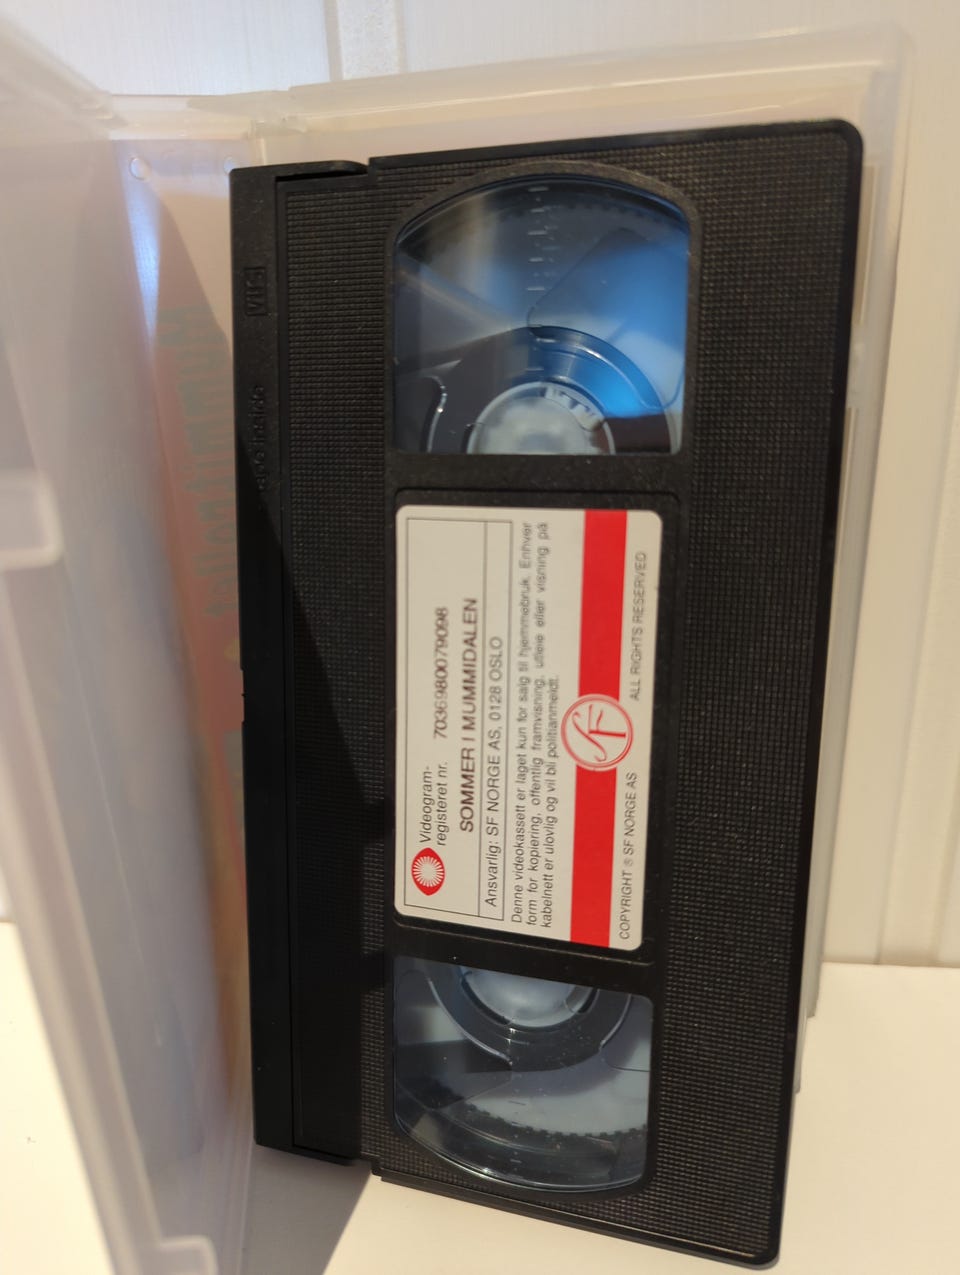 Videogram-
registeret nr. 7036980079098
SOMMER I MUMMIDALEN
Ansvarlig: SF NORGE AS, 0128 OSLO
Denne videokassett er laget kun for salg til hjemmebruk. Enhver
form for kopiering, offentlig framvisning, utleie eller visning på
kabelnett er ulovlig og vil bli politianmeldt.
SF
COPYRIGHT ® SF NORGE AS ALL RIGHTS RESERVED
VHS